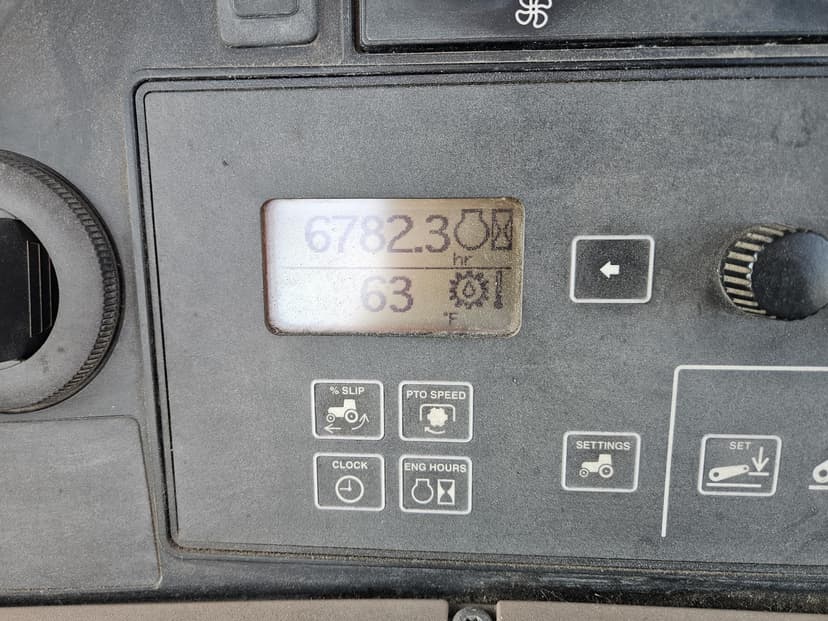 6782.3
hr
63
°F
% SLIP
PTO SPEED
CLOCK
ENG HOURS
SETTINGS
SET